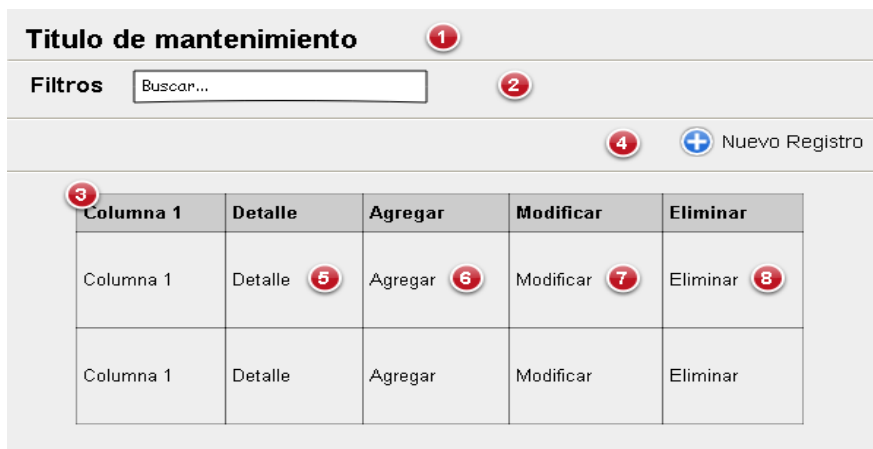 Titulo de mantenimiento 1
Filtros Buscar... 2
4 Nuevo Registro
3
Columna 1 Detalle Agregar Modificar Eliminar
Columna 1 Detalle 5 Agregar 6 Modificar 7 Eliminar 8
Columna 1 Detalle Agregar Modificar Eliminar